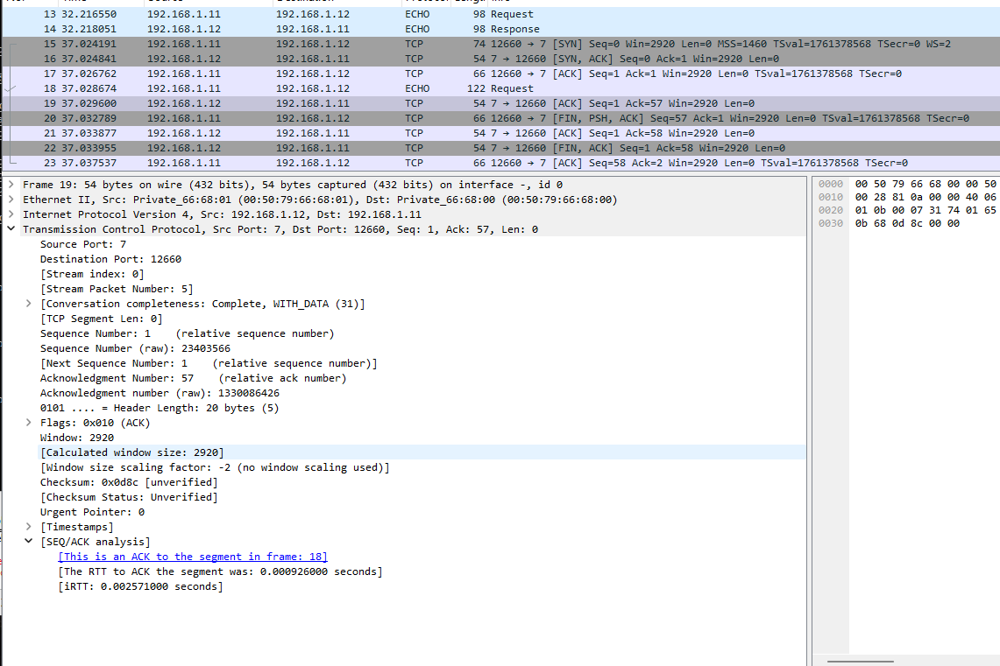 13 32.216550 192.168.1.11 192.168.1.12 ECHO 98 Request
14 32.218051 192.168.1.12 192.168.1.11 ECHO 98 Response
15 37.024191 192.168.1.11 192.168.1.12 TCP 74 12660 → 7 [SYN] Seq=0 Win=2920 Len=0 MSS=1460 TSval=1761378568 TSecr=0 WS=2
16 37.024841 192.168.1.12 192.168.1.11 TCP 54 7 → 12660 [SYN, ACK] Seq=0 Ack=1 Win=2920 Len=0
17 37.026762 192.168.1.11 192.168.1.12 TCP 66 12660 → 7 [ACK] Seq=1 Ack=1 Win=2920 Len=0 TSval=1761378568 TSecr=0
18 37.028674 192.168.1.11 192.168.1.12 ECHO 122 Request
19 37.029600 192.168.1.12 192.168.1.11 TCP 54 7 → 12660 [ACK] Seq=1 Ack=57 Win=2920 Len=0
20 37.032789 192.168.1.11 192.168.1.12 TCP 66 12660 → 7 [FIN, PSH, ACK] Seq=57 Ack=1 Win=2920 Len=0 TSval=1761378568 TSecr=0
21 37.033877 192.168.1.12 192.168.1.11 TCP 54 7 → 12660 [ACK] Seq=1 Ack=58 Win=2920 Len=0
22 37.033955 192.168.1.12 192.168.1.11 TCP 54 7 → 12660 [FIN, ACK] Seq=1 Ack=58 Win=2920 Len=0
23 37.037537 192.168.1.11 192.168.1.12 TCP 66 12660 → 7 [ACK] Seq=58 Ack=2 Win=2920 Len=0 TSval=1761378568 TSecr=0
Frame 19: 54 bytes on wire (432 bits), 54 bytes captured (432 bits) on interface -, id 0
Ethernet II, Src: Private_66:68:01 (00:50:79:66:68:01), Dst: Private_66:68:00 (00:50:79:66:68:00)
Internet Protocol Version 4, Src: 192.168.1.12, Dst: 192.168.1.11
Transmission Control Protocol, Src Port: 7, Dst Port: 12660, Seq: 1, Ack: 57, Len: 0
Source Port: 7
Destination Port: 12660
[Stream index: 0]
[Stream Packet Number: 5]
[Conversation completeness: Complete, WITH_DATA (31)]
[TCP Segment Len: 0]
Sequence Number: 1 (relative sequence number)
Sequence Number (raw): 23403566
[Next Sequence Number: 1 (relative sequence number)]
Acknowledgment Number: 57 (relative ack number)
Acknowledgment number (raw): 1330086426
0101 .... = Header Length: 20 bytes (5)
Flags: 0x010 (ACK)
Window: 2920
[Calculated window size: 2920]
[Window size scaling factor: -2 (no window scaling used)]
Checksum: 0x0d8c [unverified]
[Checksum Status: Unverified]
Urgent Pointer: 0
[Timestamps]
[SEQ/ACK analysis]
[This is an ACK to the segment in frame: 18]
[The RTT to ACK the segment was: 0.000926000 seconds]
[iRTT: 0.002571000 seconds]
0000 00 50 79 66 68 00 00 50
0010 00 28 81 0a 00 00 40 06
0020 01 0b 00 07 31 74 01 65
0030 0b 68 0d 8c 00 00